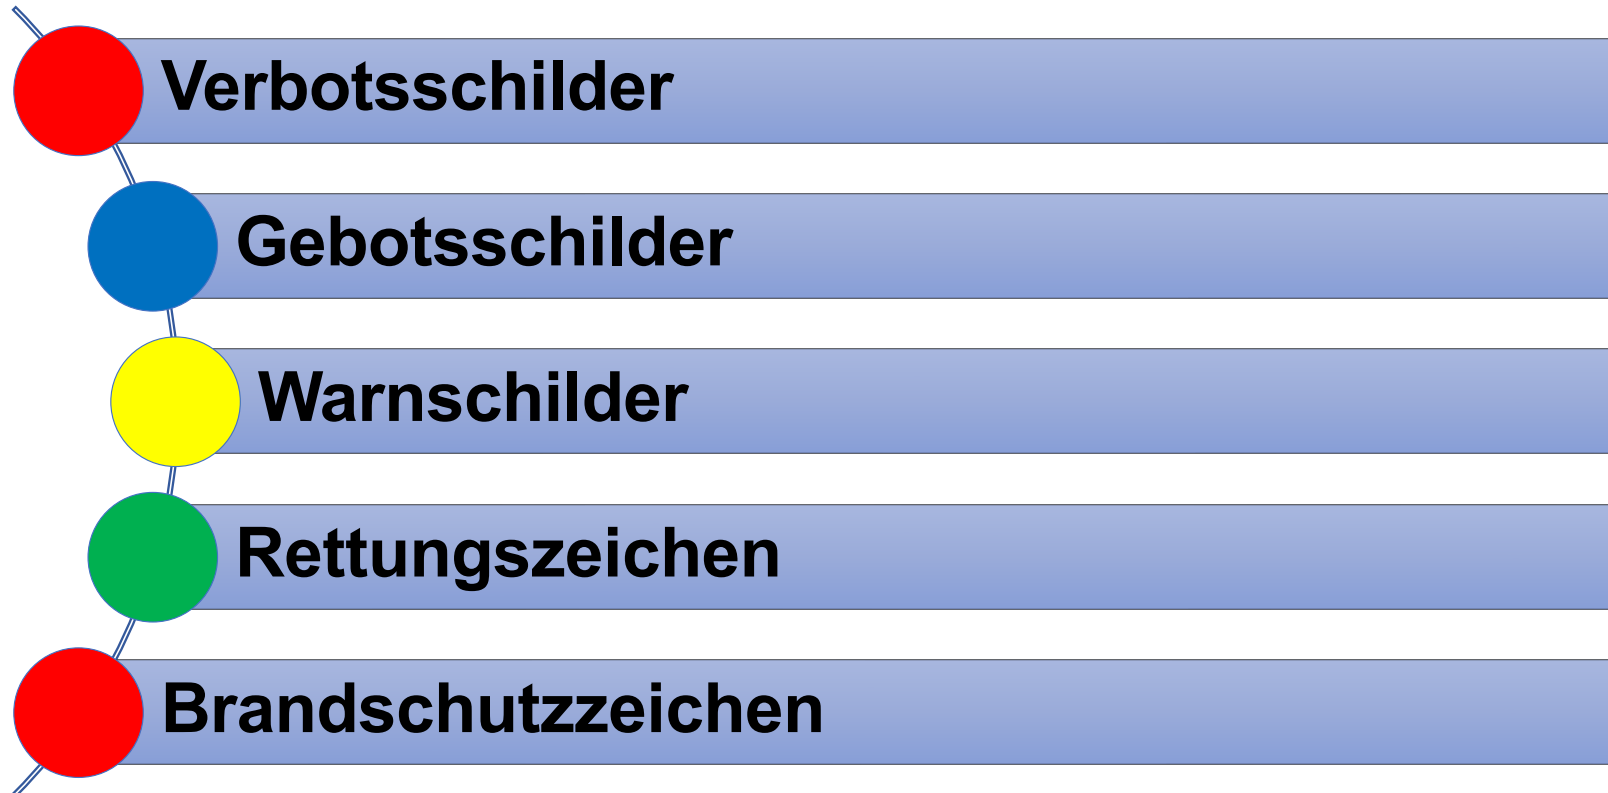 Verbotsschilder
Gebotsschilder
Warnschilder
Rettungszeichen
Brandschutzzeichen